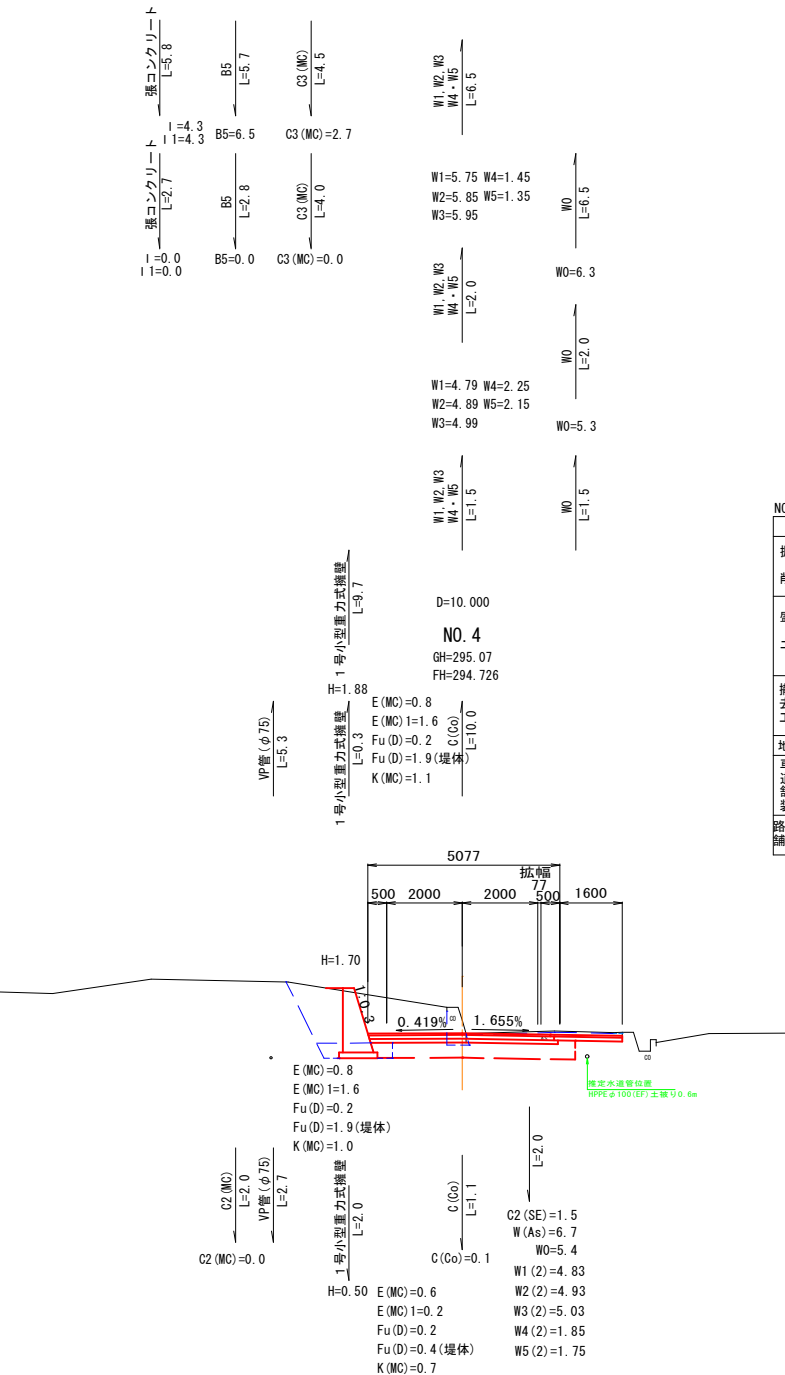 張コンクリート
L=5.8
B5
L=5.7
C3(MC)
L=4.5
W1,W2,W3
W4・W5
L=6.5
I=4.3
I1=4.3
B5=6.5
C3(MC)=2.7
張コンクリート
L=2.7
B5
L=2.8
C3(MC)
L=4.0
W1=5.75 W4=1.45
W2=5.85 W5=1.35
W3=5.95
WO
L=6.5
I=0.0
I1=0.0
B5=0.0
C3(MC)=0.0
W1,W2,W3
W4・W5
L=2.0
WO=6.3
WO
L=2.0
W1=4.79 W4=2.25
W2=4.89 W5=2.15
W3=4.99
WO=5.3
W1,W2,W3
W4・W5
L=1.5
WO
L=1.5
1号小型重力式擁壁
L=9.7
D=10.000
NO.4
GH=295.07
FH=294.726
H=1.88
VP管(φ75)
L=5.3
1号小型重力式擁壁
L=0.3
E(MC)=0.8
E(MC)1=1.6
Fu(D)=0.2
Fu(D)=1.9(堤体)
K(MC)=1.1
C(Co)
L=10.0
5077
拡幅
77
500
2000
2000
500
1600
H=1.70
1:0.3
0.419%
1.655%
CO
CO
推定水道管位置
HPPEφ100(EF)土被り0.6m
E(MC)=0.8
E(MC)1=1.6
Fu(D)=0.2
Fu(D)=1.9(堤体)
K(MC)=1.0
C2(MC)
L=2.0
VP管(φ75)
L=2.7
1号小型重力式擁壁
L=2.0
C(Co)
L=1.1
L=2.0
C2(MC)=0.0
C(Co)=0.1
C2(SE)=1.5
W(As)=6.7
WO=5.4
W1(2)=4.83
W2(2)=4.93
W3(2)=5.03
W4(2)=1.85
W5(2)=1.75
H=0.50
E(MC)=0.6
E(MC)1=0.2
Fu(D)=0.2
Fu(D)=0.4(堤体)
K(MC)=0.7